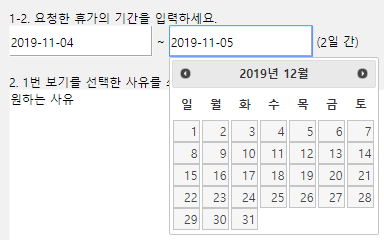 1-2. 요청한 휴가의 기간을 입력하세요.
2019-11-04 ~ 2019-11-05 (2일 간)
2. 1번 보기를 선택한 사유를
원하는 사유
2019년 12월
일 월 화 수 목 금 토
1 2 3 4 5 6 7
8 9 10 11 12 13 14
15 16 17 18 19 20 21
22 23 24 25 26 27 28
29 30 31